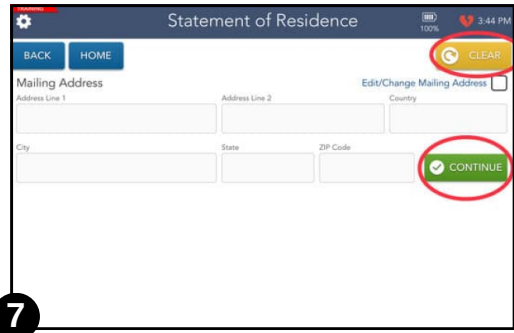 TRAINING
Statement of Residence
100%
3:44 PM
BACK
HOME
CLEAR
Mailing Address
Edit/Change Mailing Address
Address Line 1
Address Line 2
Country
City
State
ZIP Code
CONTINUE
7